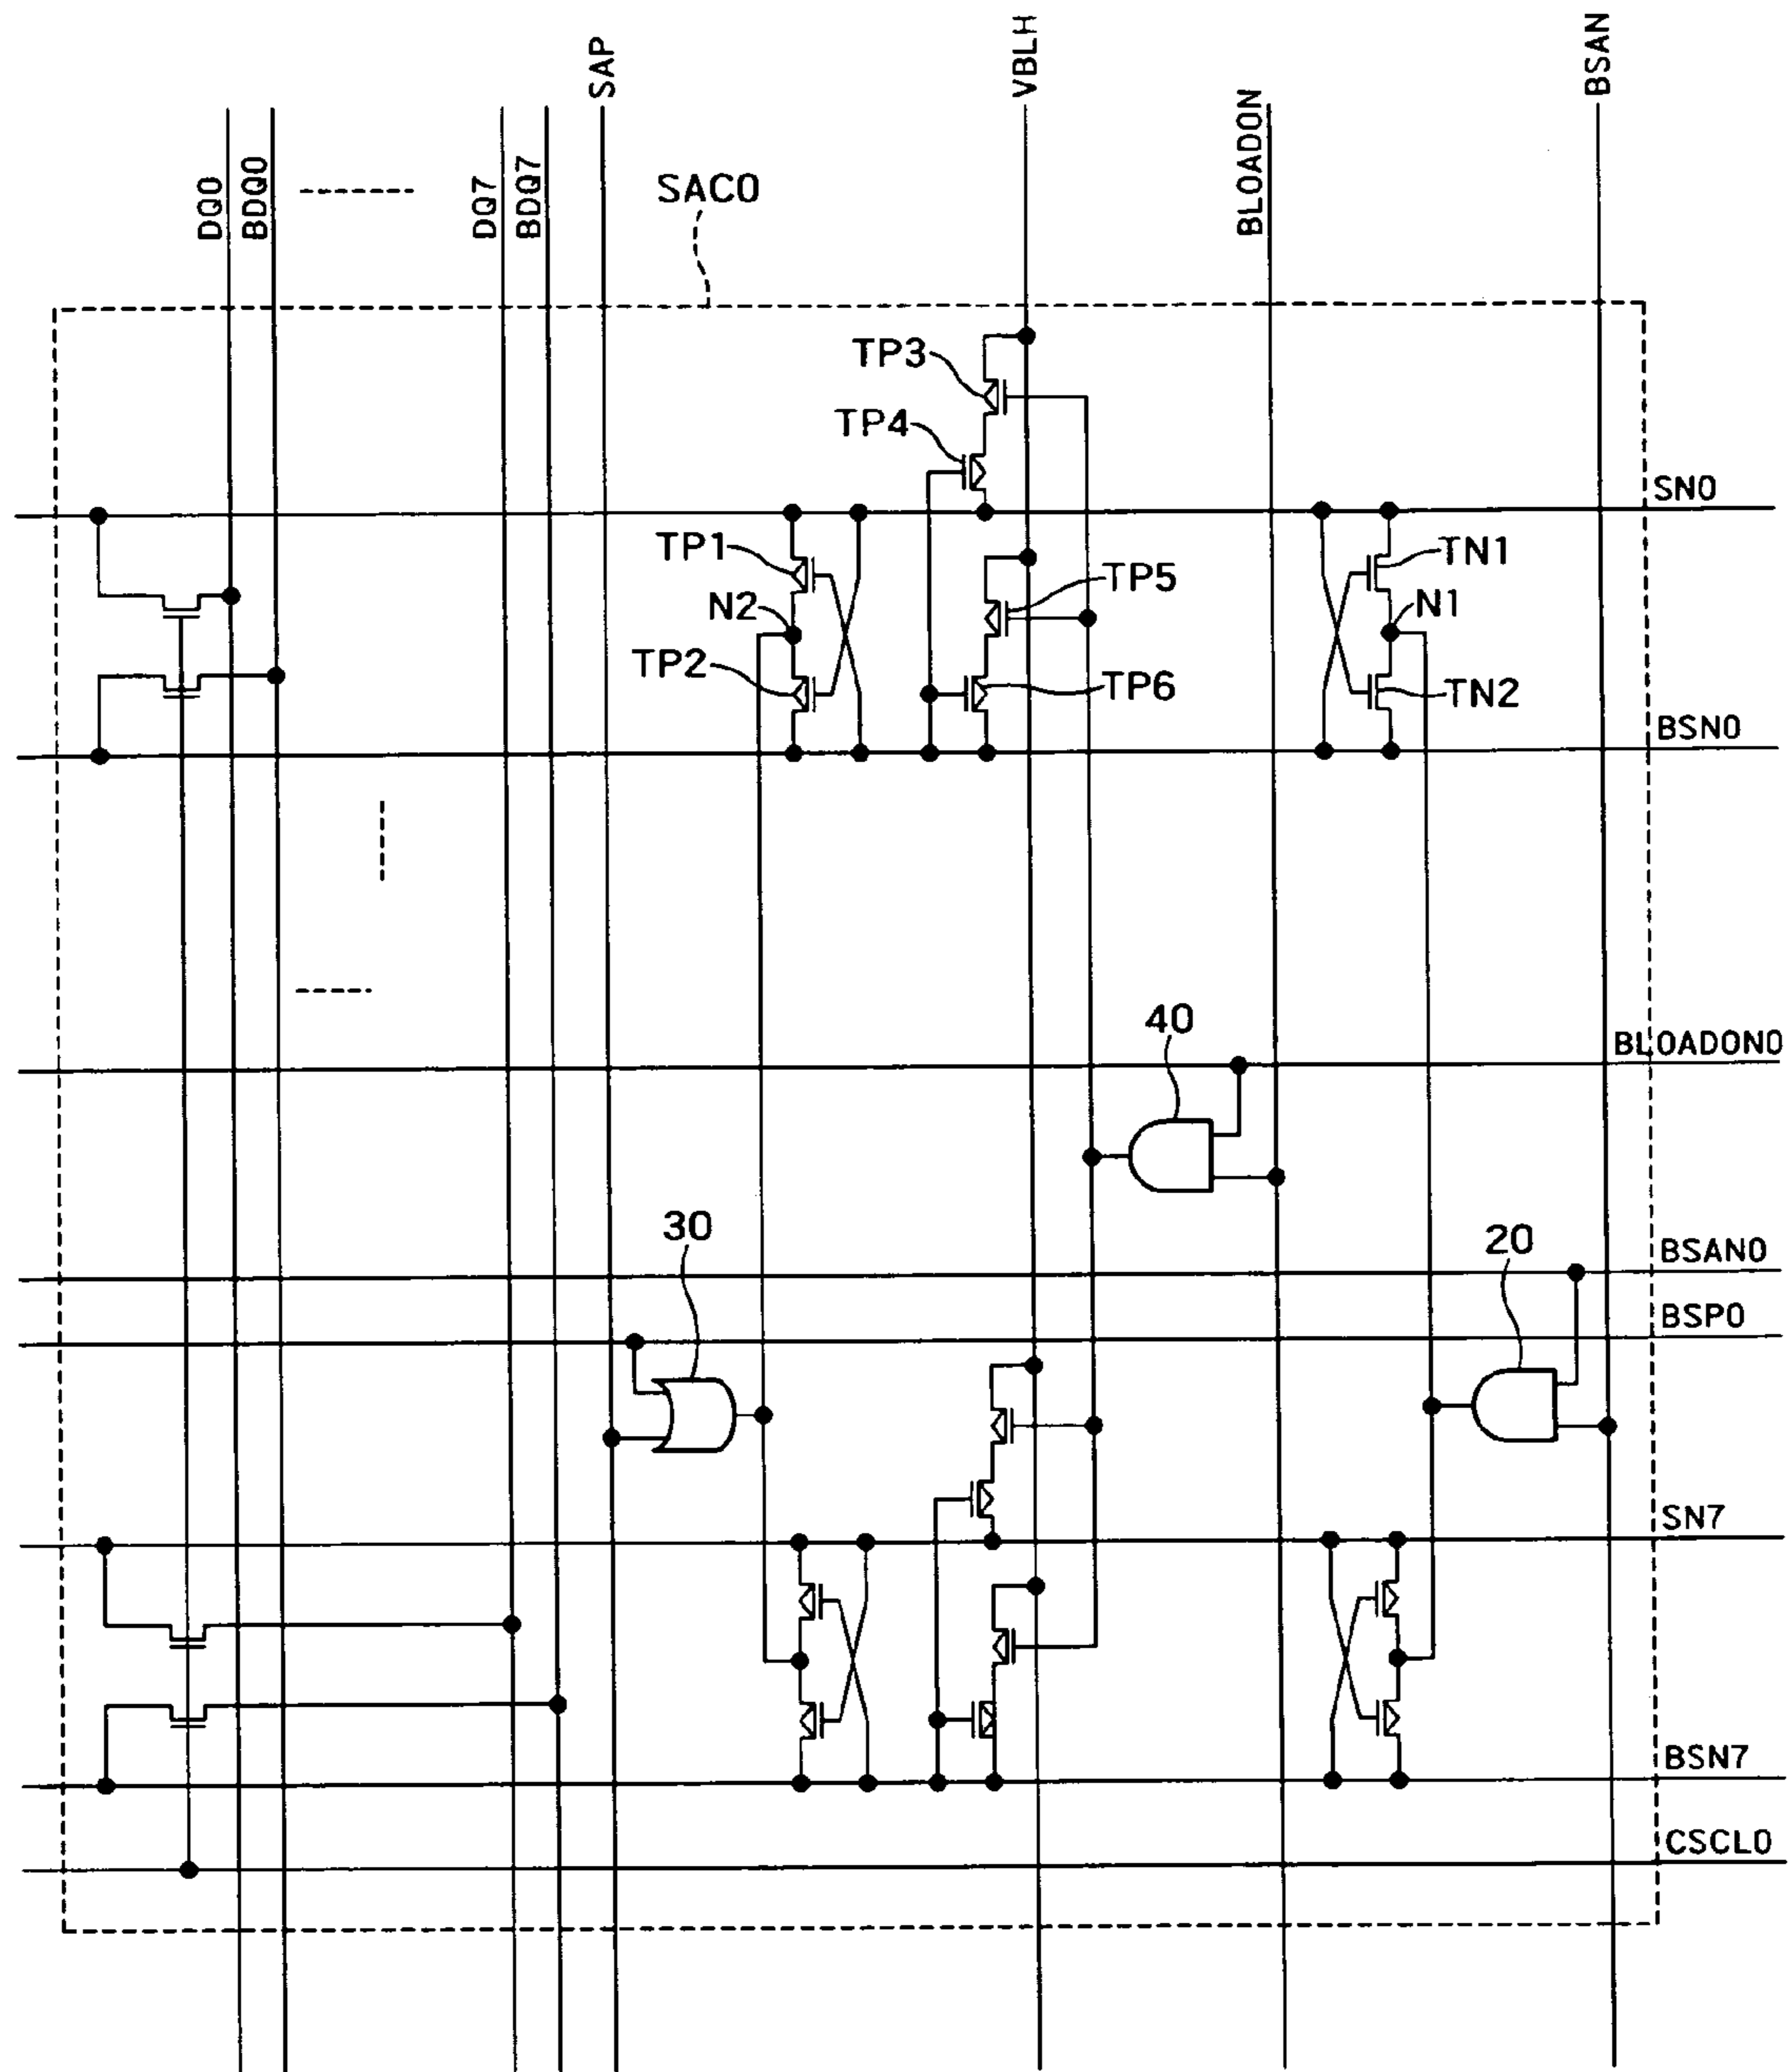 DQ0
BDQ0
DQ7
BDQ7
SAP
VBLH
BLOADON
BSAN
SAC0
TP3
TP4
SN0
TP1
TP5
TN1
N2
N1
TP2
TP6
TN2
BSN0
40
BLOADON0
30
20
BSAN0
BSP0
SN7
BSN7
CSCL0